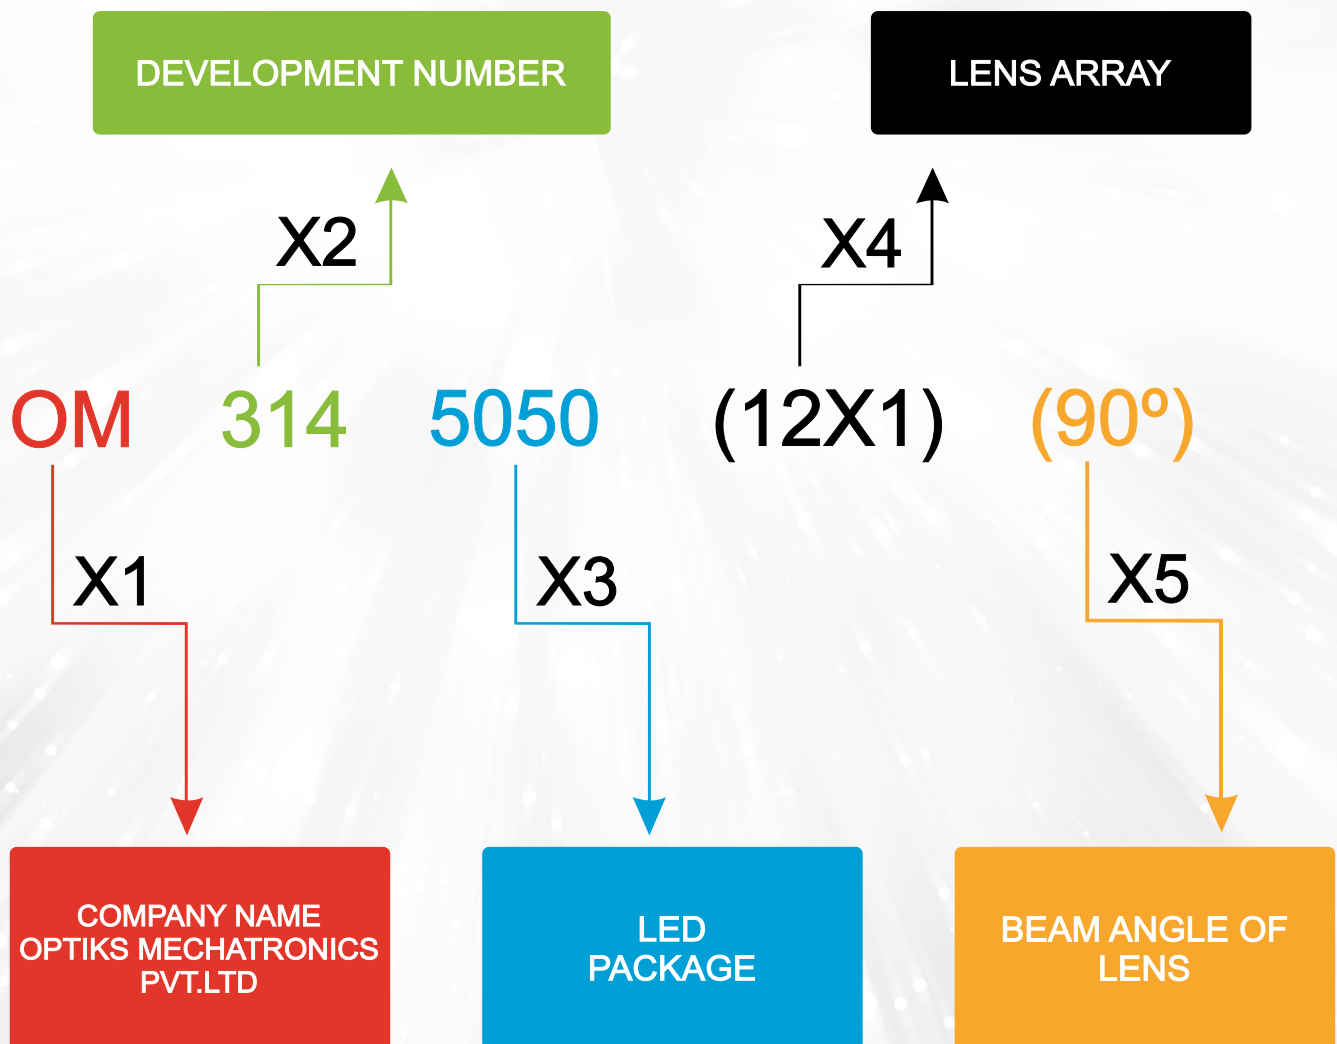 DEVELOPMENT NUMBER
LENS ARRAY
X2
X4
OM 314 5050 (12X1) (90º)
X1
X3
X5
COMPANY NAME
OPTIKS MECHATRONICS
PVT.LTD
LED
PACKAGE
BEAM ANGLE OF
LENS